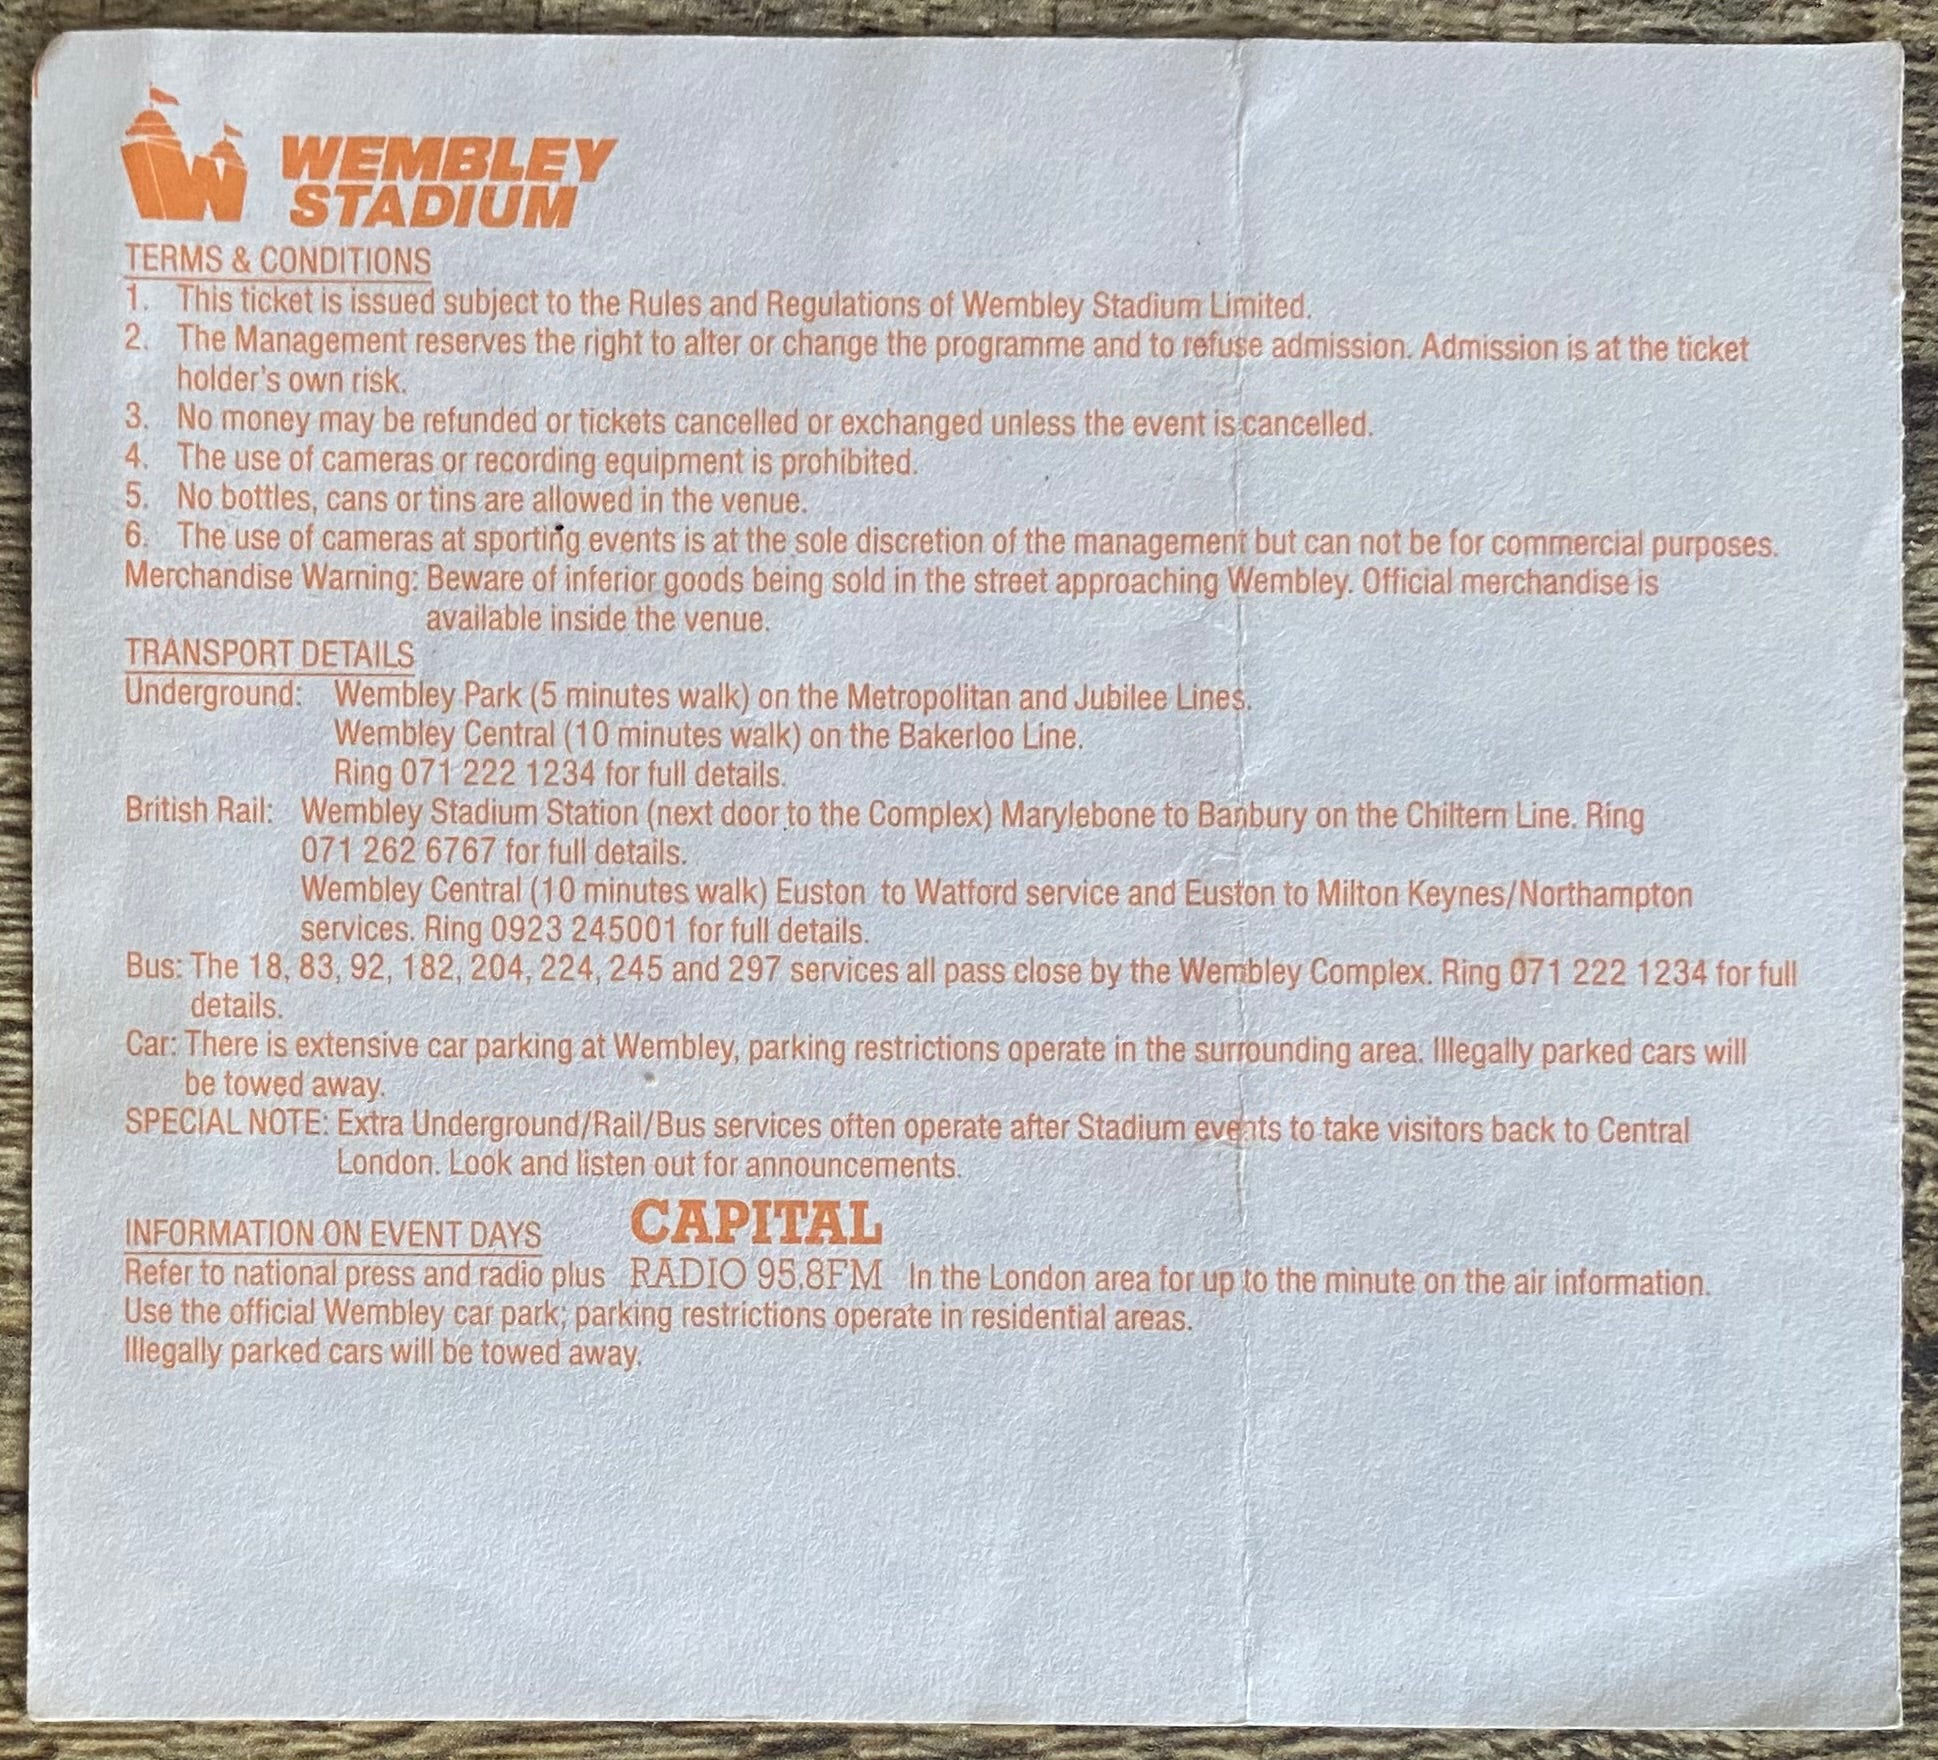 WEMBLEY
STADIUM
TERMS & CONDITIONS
1. This ticket is issued subject to the Rules and Regulations of Wembley Stadium Limited.
2. The Management reserves the right to alter or change the programme and to refuse admission. Admission is at the ticket
holder's own risk.
3. No money may be refunded or tickets cancelled or exchanged unless the event is cancelled.
4. The use of cameras or recording equipment is prohibited.
5. No bottles, cans or tins are allowed in the venue.
6. The use of cameras at sporting events is at the sole discretion of the management but can not be for commercial purposes.
Merchandise Warning: Beware of inferior goods being sold in the street approaching Wembley. Official merchandise is
available inside the venue.
TRANSPORT DETAILS
Underground: Wembley Park (5 minutes walk) on the Metropolitan and Jubilee Lines.
Wembley Central (10 minutes walk) on the Bakerloo Line.
Ring 071 222 1234 for full details.
British Rail: Wembley Stadium Station (next door to the Complex) Marylebone to Banbury on the Chiltern Line. Ring
071 262 6767 for full details.
Wembley Central (10 minutes walk) Euston to Watford service and Euston to Milton Keynes/Northampton
services. Ring 0923 245001 for full details.
Bus: The 18, 83, 92, 182, 204, 224, 245 and 297 services all pass close by the Wembley Complex. Ring 071 222 1234 for full
details.
Car: There is extensive car parking at Wembley, parking restrictions operate in the surrounding area. Illegally parked cars will
be towed away.
SPECIAL NOTE: Extra Underground/Rail/Bus services often operate after Stadium events to take visitors back to Central
London. Look and listen out for announcements.
INFORMATION ON EVENT DAYS CAPITAL
Refer to national press and radio plus RADIO 95.8FM In the London area for up to the minute on the air information.
Use the official Wembley car park; parking restrictions operate in residential areas.
Illegally parked cars will be towed away.